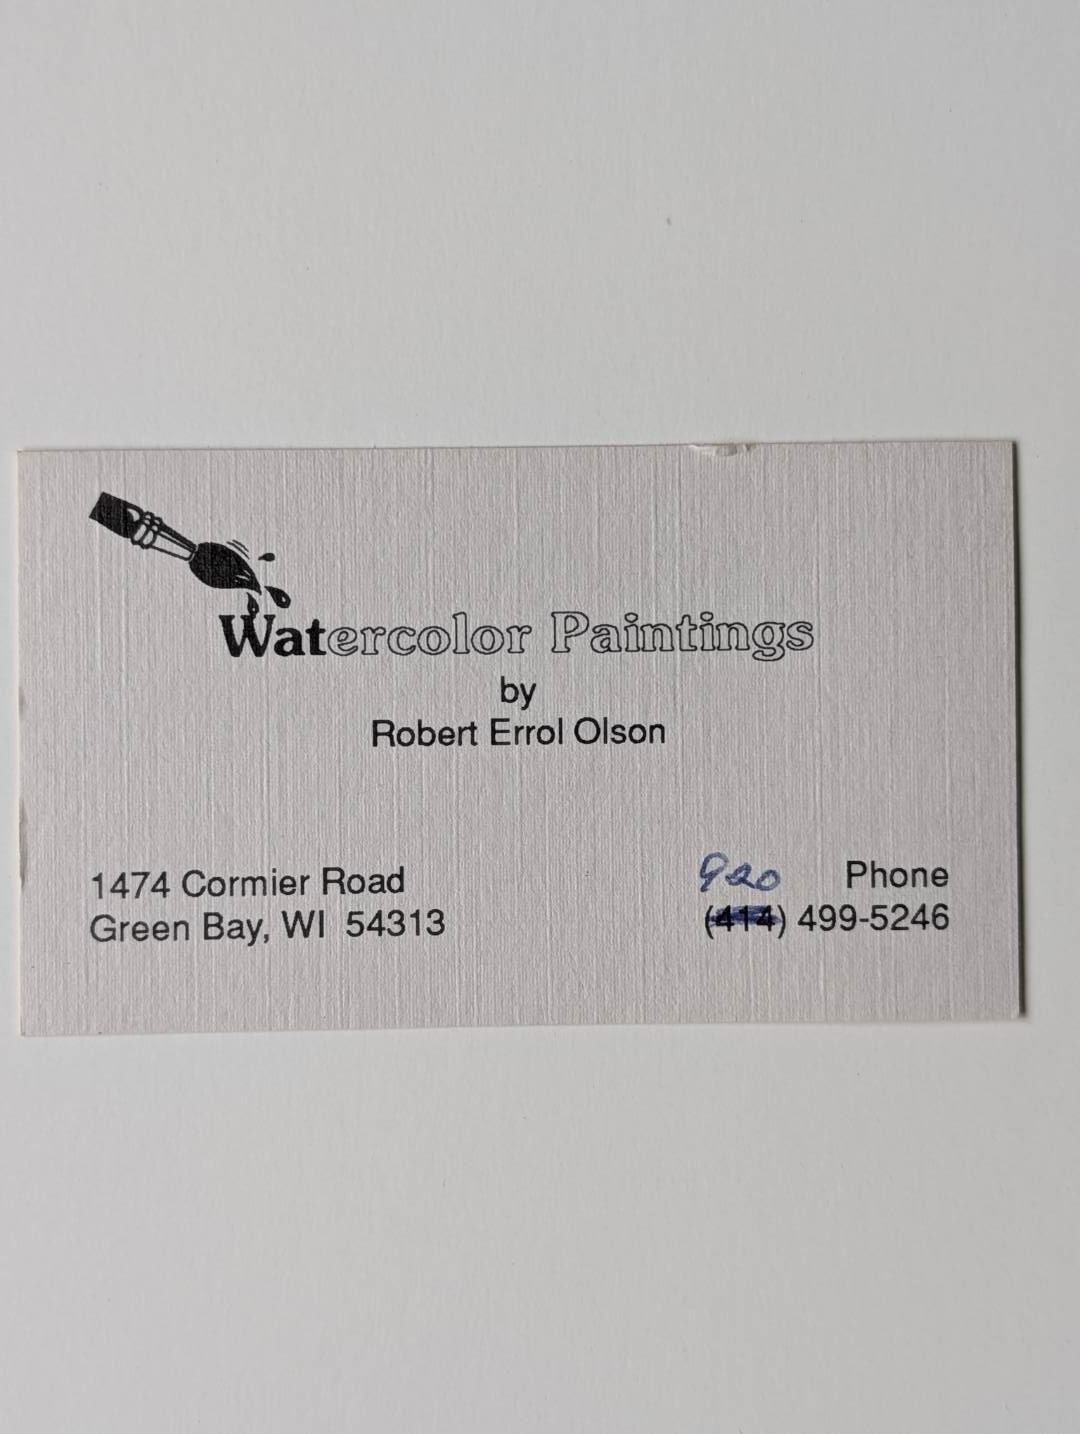 Watercolor Paintings
by
Robert Errol Olson
1474 Cormier Road
Green Bay, WI 54313
920 Phone
(414) 499-5246